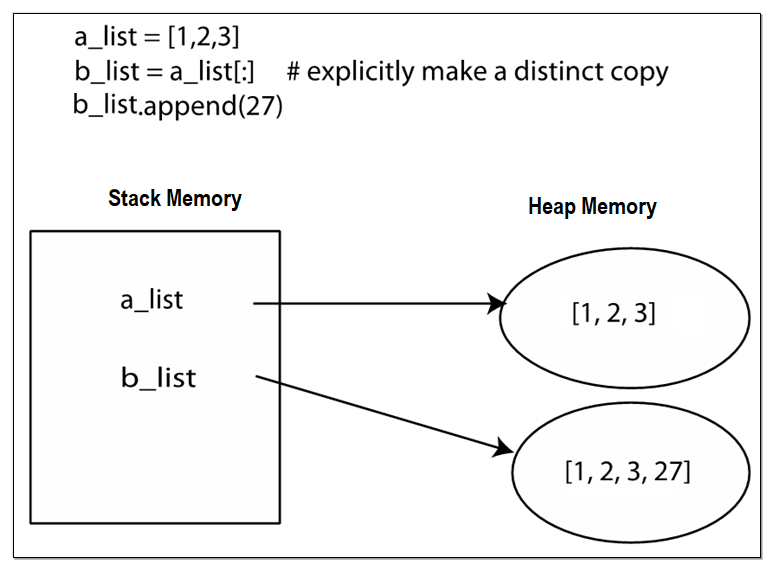 a_list = [1,2,3]
b_list = a_list[:] # explicitly make a distinct copy
b_list.append(27)
Stack Memory
Heap Memory
a_list
[1, 2, 3]
b_list
[1, 2, 3, 27]